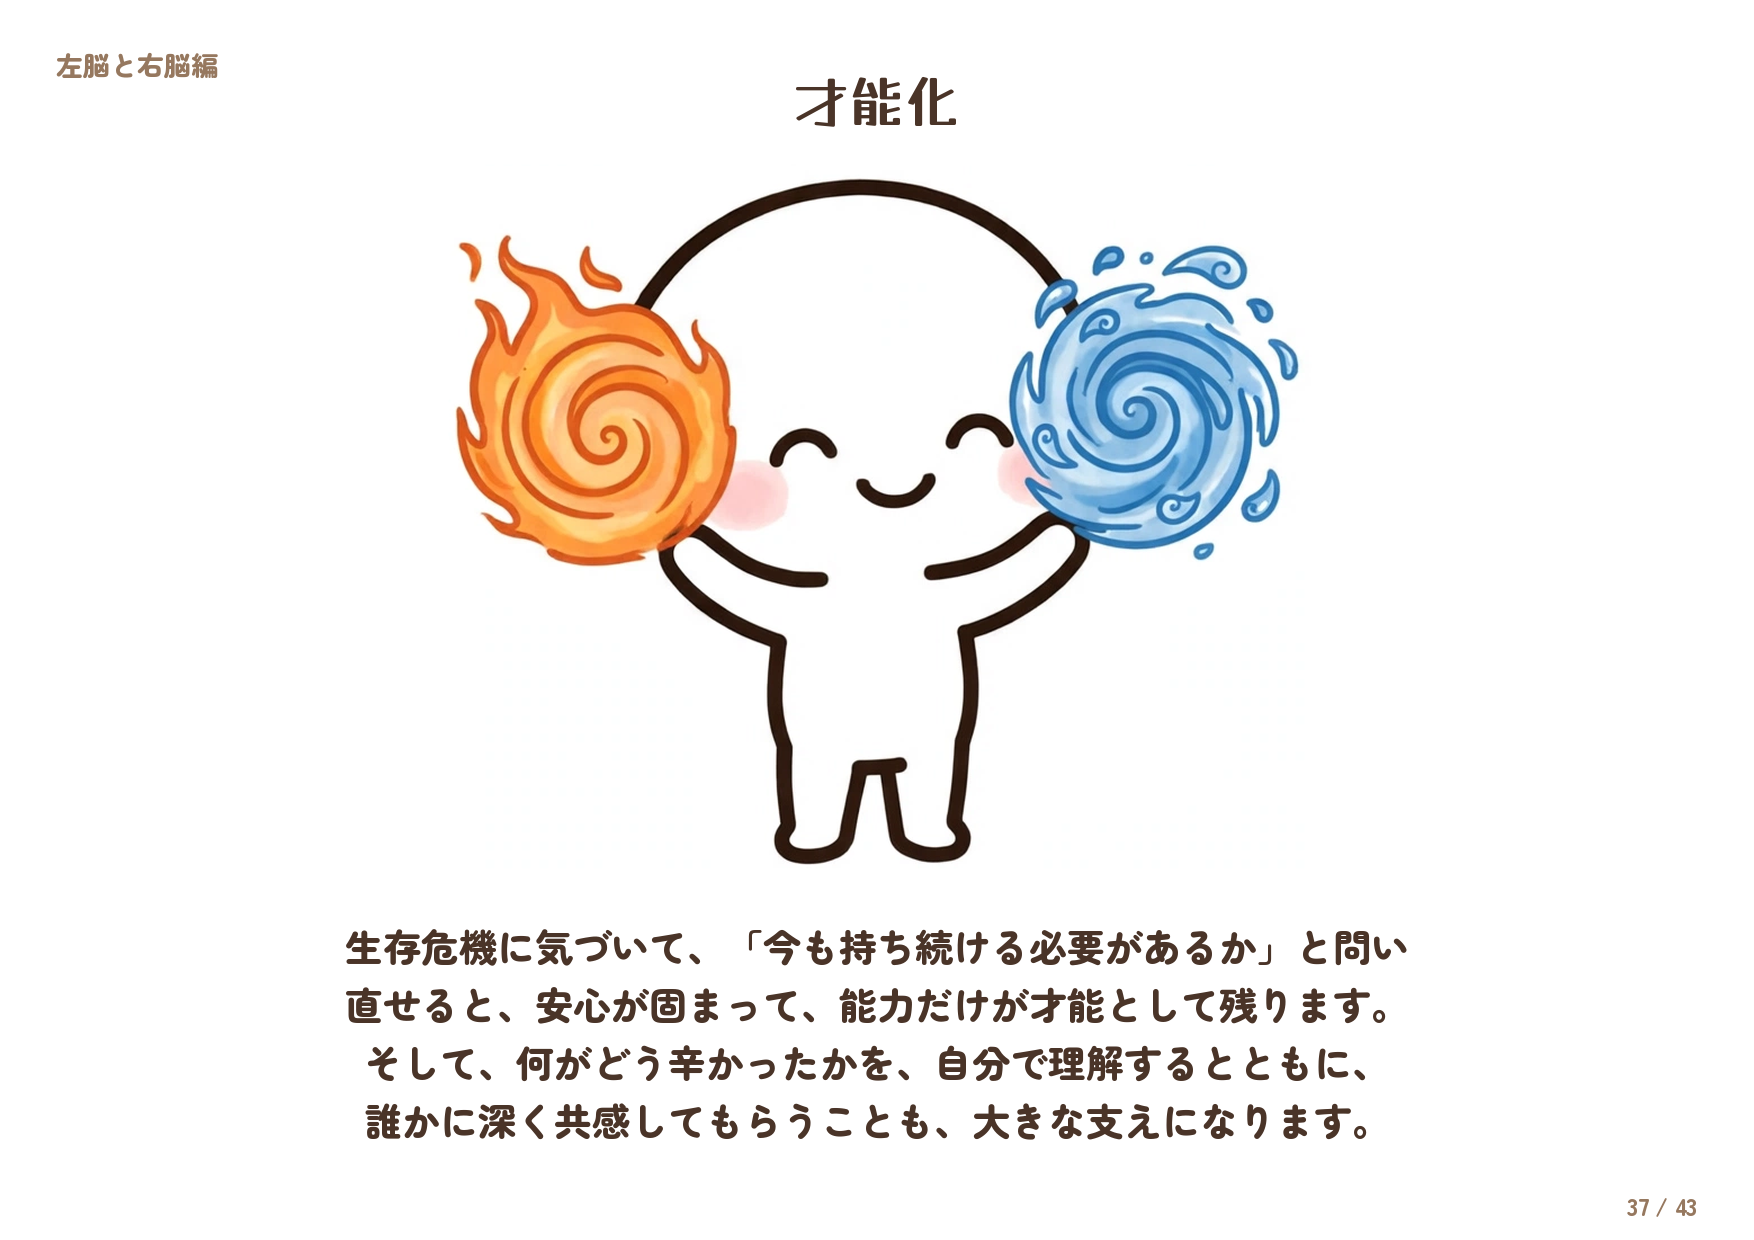 左脳と右脳編
才能化
生存危機に気づいて、「今も持ち続ける必要があるか」と問い
直せると、安心が固まって、能力だけが才能として残ります。
そして、何がどう辛かったかを、自分で理解するとともに、
誰かに深く共感してもらうことも、大きな支えになります。
37 / 43